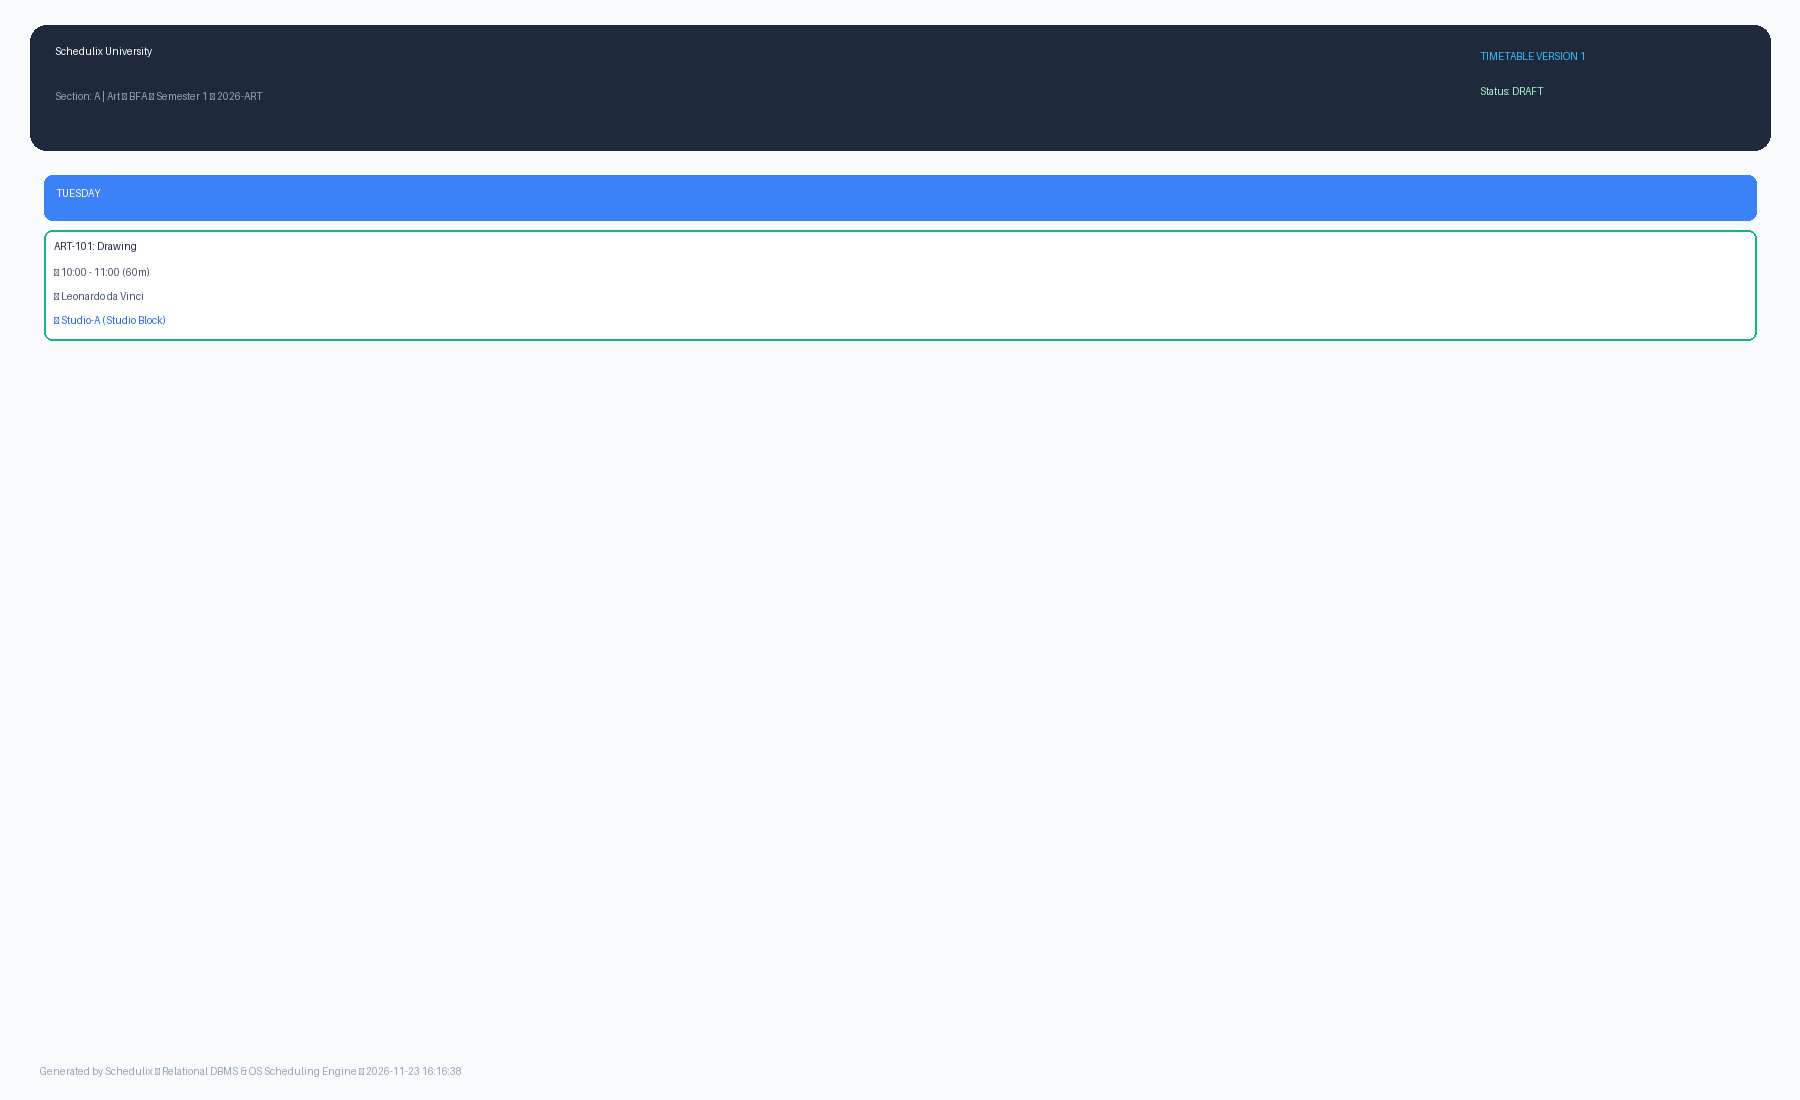 Schedulix University
TIMETABLE VERSION 1
Section: A | Art BFA Semester 1 2026-ART
Status: DRAFT
TUESDAY
ART-101: Drawing
10:00 - 11:00 (60m)
Leonardo da Vinci
Studio-A (Studio Block)
Generated by Schedulix Relational DBMS & OS Scheduling Engine 2026-11-23 16:16:38